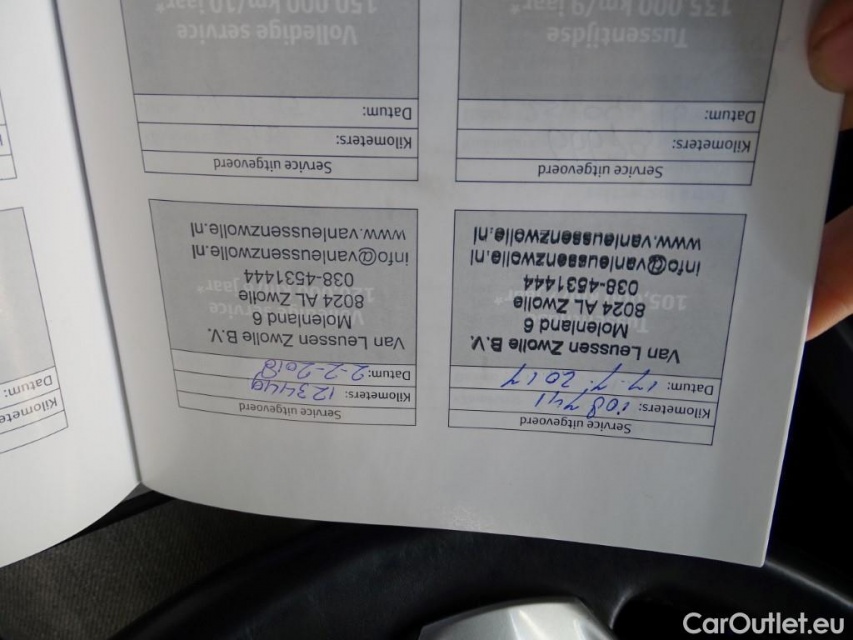 Service uitgevoerd
Kilometers: 108741
Datum: 17-7-2017
Van Leussen Zwolle B.V.
Molenland 6
8024 AL Zwolle
038-4531444
info@vanleussenzwolle.nl
www.vanleussenzwolle.nl
Service uitgevoerd
Kilometers: 123449
Datum: 2-2-2018
Van Leussen Zwolle B.V.
Molenland 6
8024 AL Zwolle
038-4531444
info@vanleussenzwolle.nl
www.vanleussenzwolle.nl
Service uitgevoerd
Kilometers:
Datum:
Tussentijdse
135.000 km/9 jaar*
Service uitgevoerd
Kilometers:
Datum:
Volledige service
150.000 km/10 jaar*
Kilomete
Datum:
CarOutlet.eu